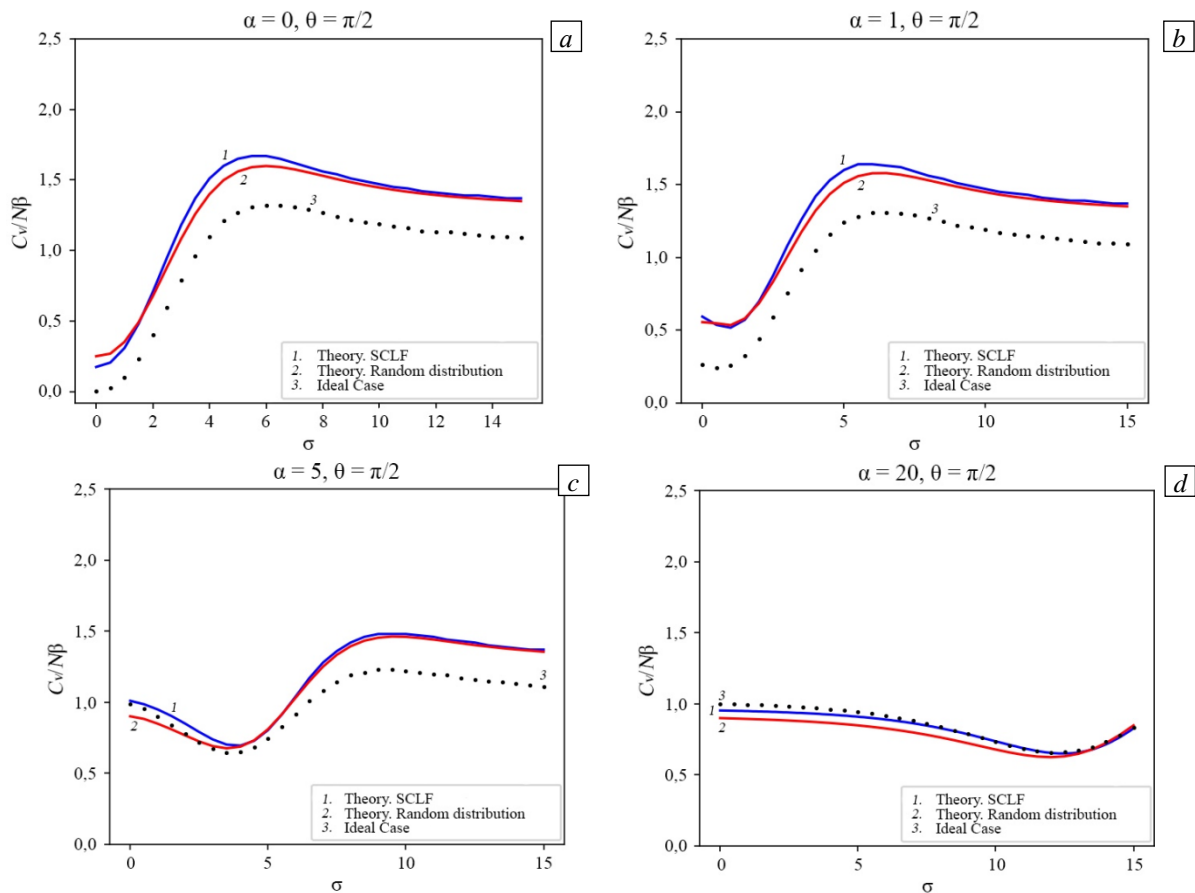 α = 0, θ = π/2
a
2,5
2,0
1,5
1,0
0,5
0,0
Cv/Nβ
1
2
3
1. Theory. SCLF
2. Theory. Random distribution
3. Ideal Case
0 2 4 6 8 10 12 14
σ
α = 1, θ = π/2
b
2,5
2,0
1,5
1,0
0,5
0,0
Cv/Nβ
1
2
3
1. Theory. SCLF
2. Theory. Random distribution
3. Ideal Case
0 5 10 15
σ
α = 5, θ = π/2
c
2,5
2,0
1,5
1,0
0,5
0,0
Cv/Nβ
1
2
3
1. Theory. SCLF
2. Theory. Random distribution
3. Ideal Case
0 5 10 15
σ
α = 20, θ = π/2
d
2,5
2,0
1,5
1,0
0,5
0,0
Cv/Nβ
3
1
2
1. Theory. SCLF
2. Theory. Random distribution
3. Ideal Case
0 5 10 15
σ